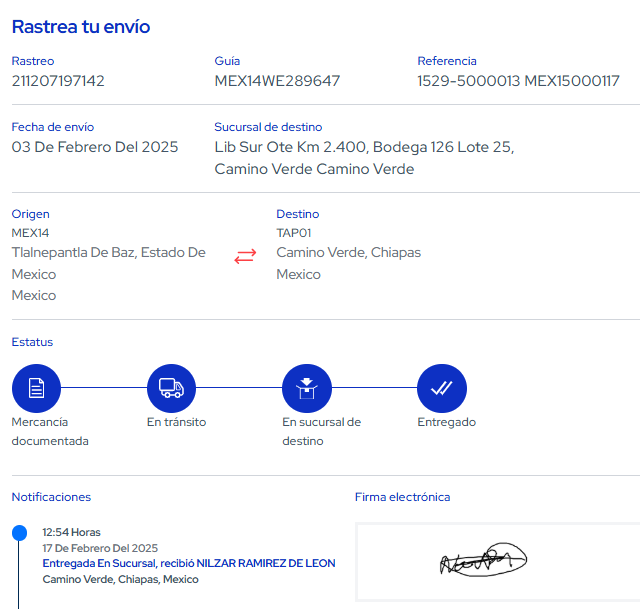 Rastrea tu envío
Rastreo
211207197142
Guía
MEX14WE289647
Referencia
1529-5000013 MEX15000117
Fecha de envío
03 De Febrero Del 2025
Sucursal de destino
Lib Sur Ote Km 2.400, Bodega 126 Lote 25,
Camino Verde Camino Verde
Origen
MEX14
Tlalnepantla De Baz, Estado De
Mexico
Mexico
Destino
TAP01
Camino Verde, Chiapas
Mexico
Estatus
Mercancía
documentada
En tránsito
En sucursal de
destino
Entregado
Notificaciones
12:54 Horas
17 De Febrero Del 2025
Entregada En Sucursal, recibió NILZAR RAMIREZ DE LEON
Camino Verde, Chiapas, Mexico
Firma electrónica